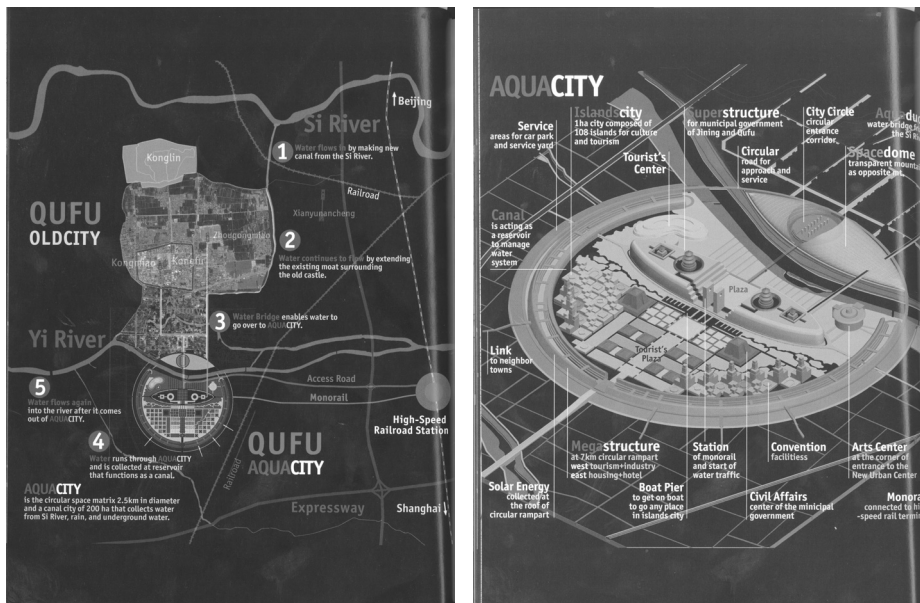 Beijing
Si River
1
Water flows in by making new
canal from the Si River.
Konglin
Railroad
Xianyunancheng
QUFU
OLDCITY
2
Water continues to flow by extending
the existing moat surrounding
the old castle.
3
Water Bridge enables water to
go over to AQUACITY.
Yi River
5
Water flows again
into the river after it comes
out of AQUACITY.
Access Road
Monorail
High-Speed
Railroad Station
4
Water runs through AQUACITY
and is collected at reservoir
that functions as a canal.
QUFU
AQUACITY
Railroad
AQUACITY
is the circular space matrix 2.5km in diameter
and a canal city of 200 ha that collects water
from Si River, rain, and underground water.
Expressway
Shanghai
AQUACITY
Service
areas for car park
and service yard
Islandscity
1ha city composed of
108 islands for culture
and tourism
Superstructure
for municipal government
of Jining and Qufu
City Circle
circular
entrance
corridor.
water-bridge
Tourist's
Center
Circular
road for
approach and
service
Spacedome
transparent mount,
Canal
is acting as
a reservoir
to manage
water
system
Plaza
Tourist's
Plaza
Link
to neighbor
towns
Megastructure
at 7km circular rampart
west tourism+industry
east housing+hotel
Station
of monorail
and start of
water traffic
Convention
facilitiess
Arts Center
at the corner of
entrance to the
New Urban Center
Solar Energy
collected at
the roof of
circular rampart
Boat Pier
to get on boat
to go any place
in islands city
Civil Affairs
center of the minicipal
government
connected to